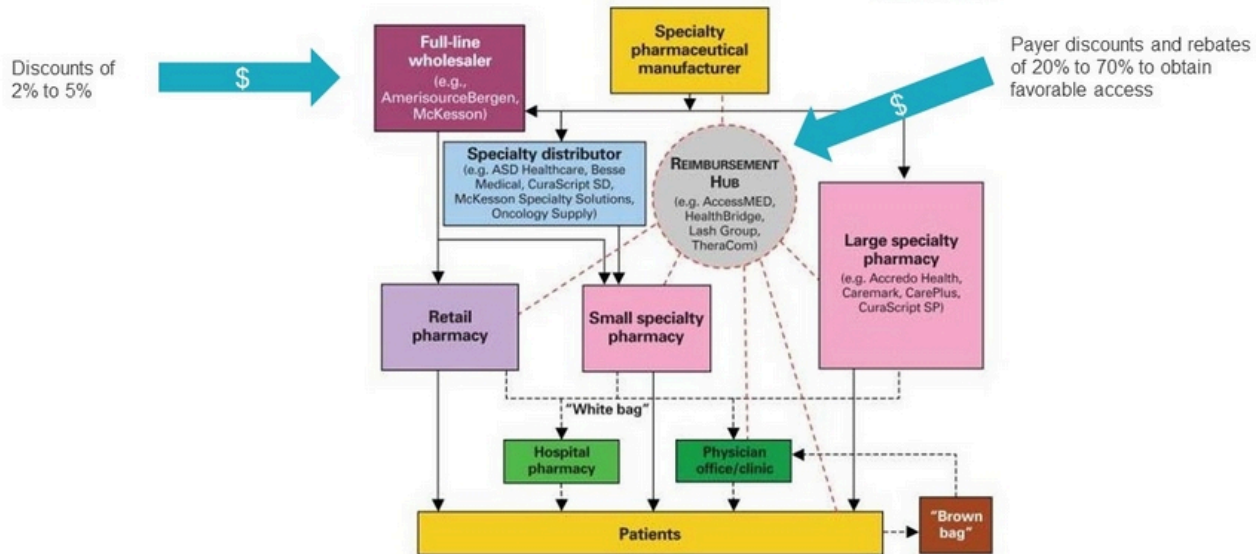 Discounts of
2% to 5%
$
Full-line
wholesaler
(e.g.,
AmerisourceBergen,
McKesson)
Specialty
pharmaceutical
manufacturer
$
Payer discounts and rebates
of 20% to 70% to obtain
favorable access
Specialty distributor
(e.g. ASD Healthcare, Besse
Medical, CuraScript SD,
McKesson Specialty Solutions,
Oncology Supply)
REIMBURSEMENT
HUB
(e.g. AccessMED,
HealthBridge,
Lash Group,
TheraCom)
Large specialty
pharmacy
(e.g. Accredo Health,
Caremark, CarePlus,
CuraScript SP)
Retail
pharmacy
Small specialty
pharmacy
"White bag"
Hospital
pharmacy
Physician
office/clinic
Patients
"Brown
bag"